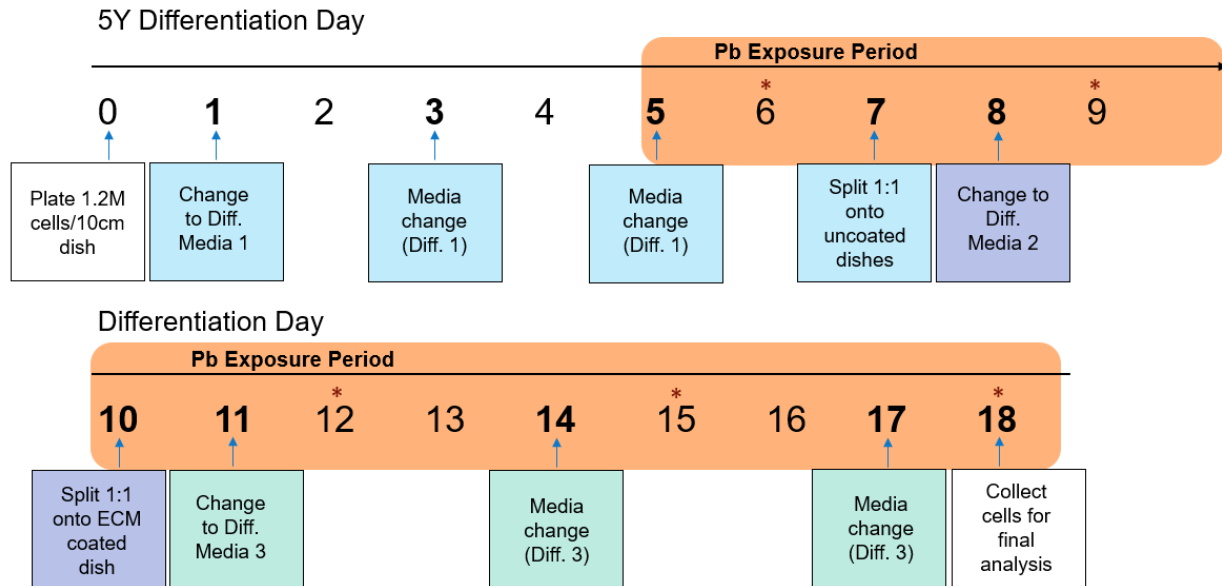 5Y Differentiation Day
Pb Exposure Period
* *
0 1 2 3 4 5 6 7 8 9
Plate 1.2M
cells/10cm
dish
Change
to Diff.
Media 1
Media
change
(Diff. 1)
Media
change
(Diff. 1)
Split 1:1
onto
uncoated
dishes
Change to
Diff.
Media 2
Differentiation Day
Pb Exposure Period
* * *
10 11 12 13 14 15 16 17 18
Split 1:1
onto ECM
coated
dish
Change
to Diff.
Media 3
Media
change
(Diff. 3)
Media
change
(Diff. 3)
Collect
cells for
final
analysis